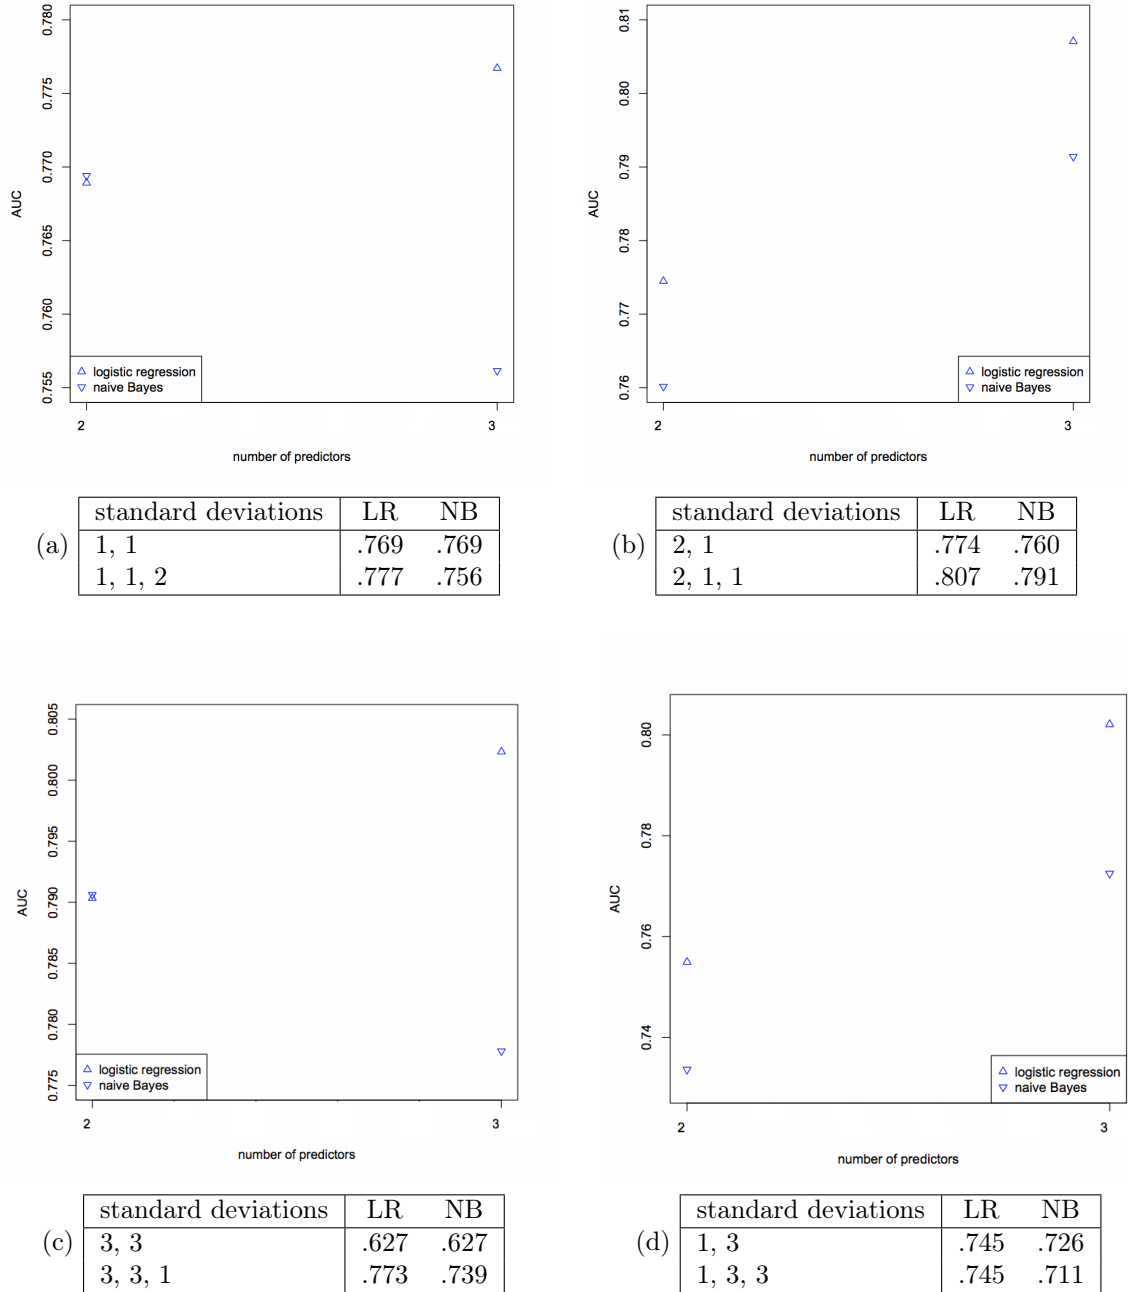 0.780
0.775
0.770
0.765
0.760
0.755
AUC
logistic regression
naive Bayes
2
3
number of predictors
0.81
0.80
0.79
0.78
0.77
0.76
AUC
logistic regression
naive Bayes
2
3
number of predictors
(a)
standard deviations LR NB
1, 1 .769 .769
1, 1, 2 .777 .756
(b)
standard deviations LR NB
2, 1 .774 .760
2, 1, 1 .807 .791
0.805
0.800
0.795
0.790
0.785
0.780
0.775
AUC
logistic regression
naive Bayes
2
3
number of predictors
0.80
0.78
0.76
0.74
AUC
logistic regression
naive Bayes
2
3
number of predictors
(c)
standard deviations LR NB
3, 3 .627 .627
3, 3, 1 .773 .739
(d)
standard deviations LR NB
1, 3 .745 .726
1, 3, 3 .745 .711